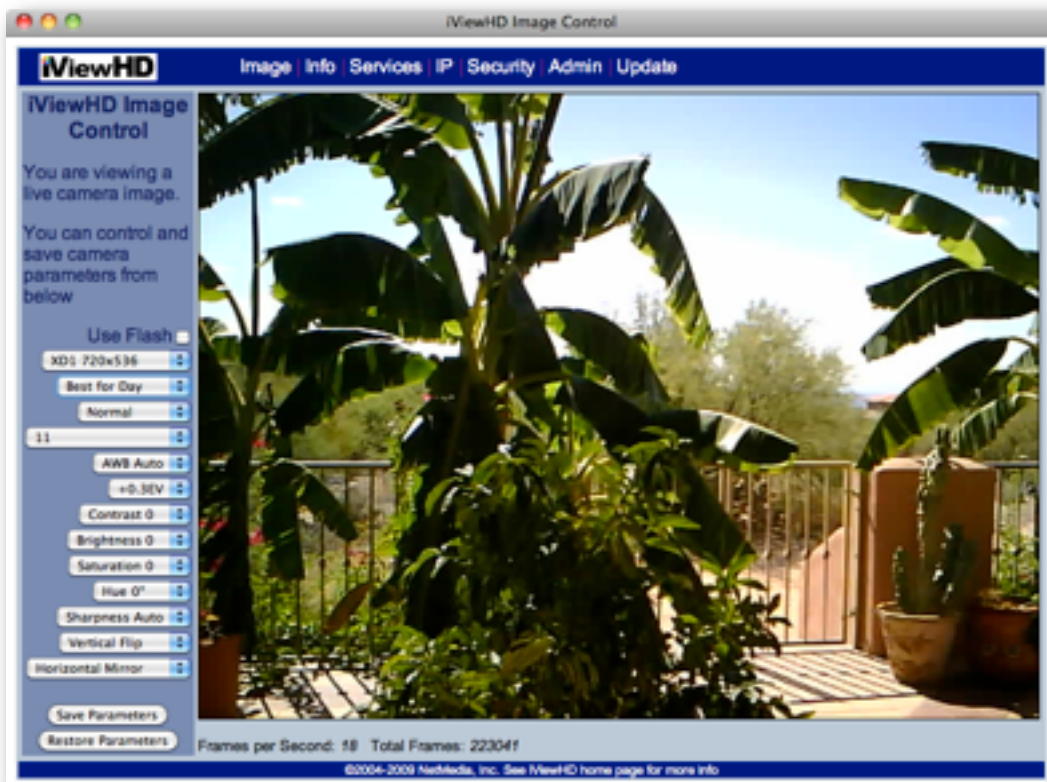 iViewHD Image Control
iViewHD
Image | Info | Services | IP | Security | Admin | Update
iViewHD Image
Control
You are viewing a
live camera image.
You can control and
save camera
parameters from
below
Use Flash
XD1 720x536
Best for Day
Normal
11
AWB Auto
+0.3EV
Contrast 0
Brightness 0
Saturation 0
Hue 0°
Sharpness Auto
Vertical Flip
Horizontal Mirror
Save Parameters
Restore Parameters
Frames per Second: 18 Total Frames: 223041
©2004-2009 NetMedia, Inc. See iViewHD home page for more info